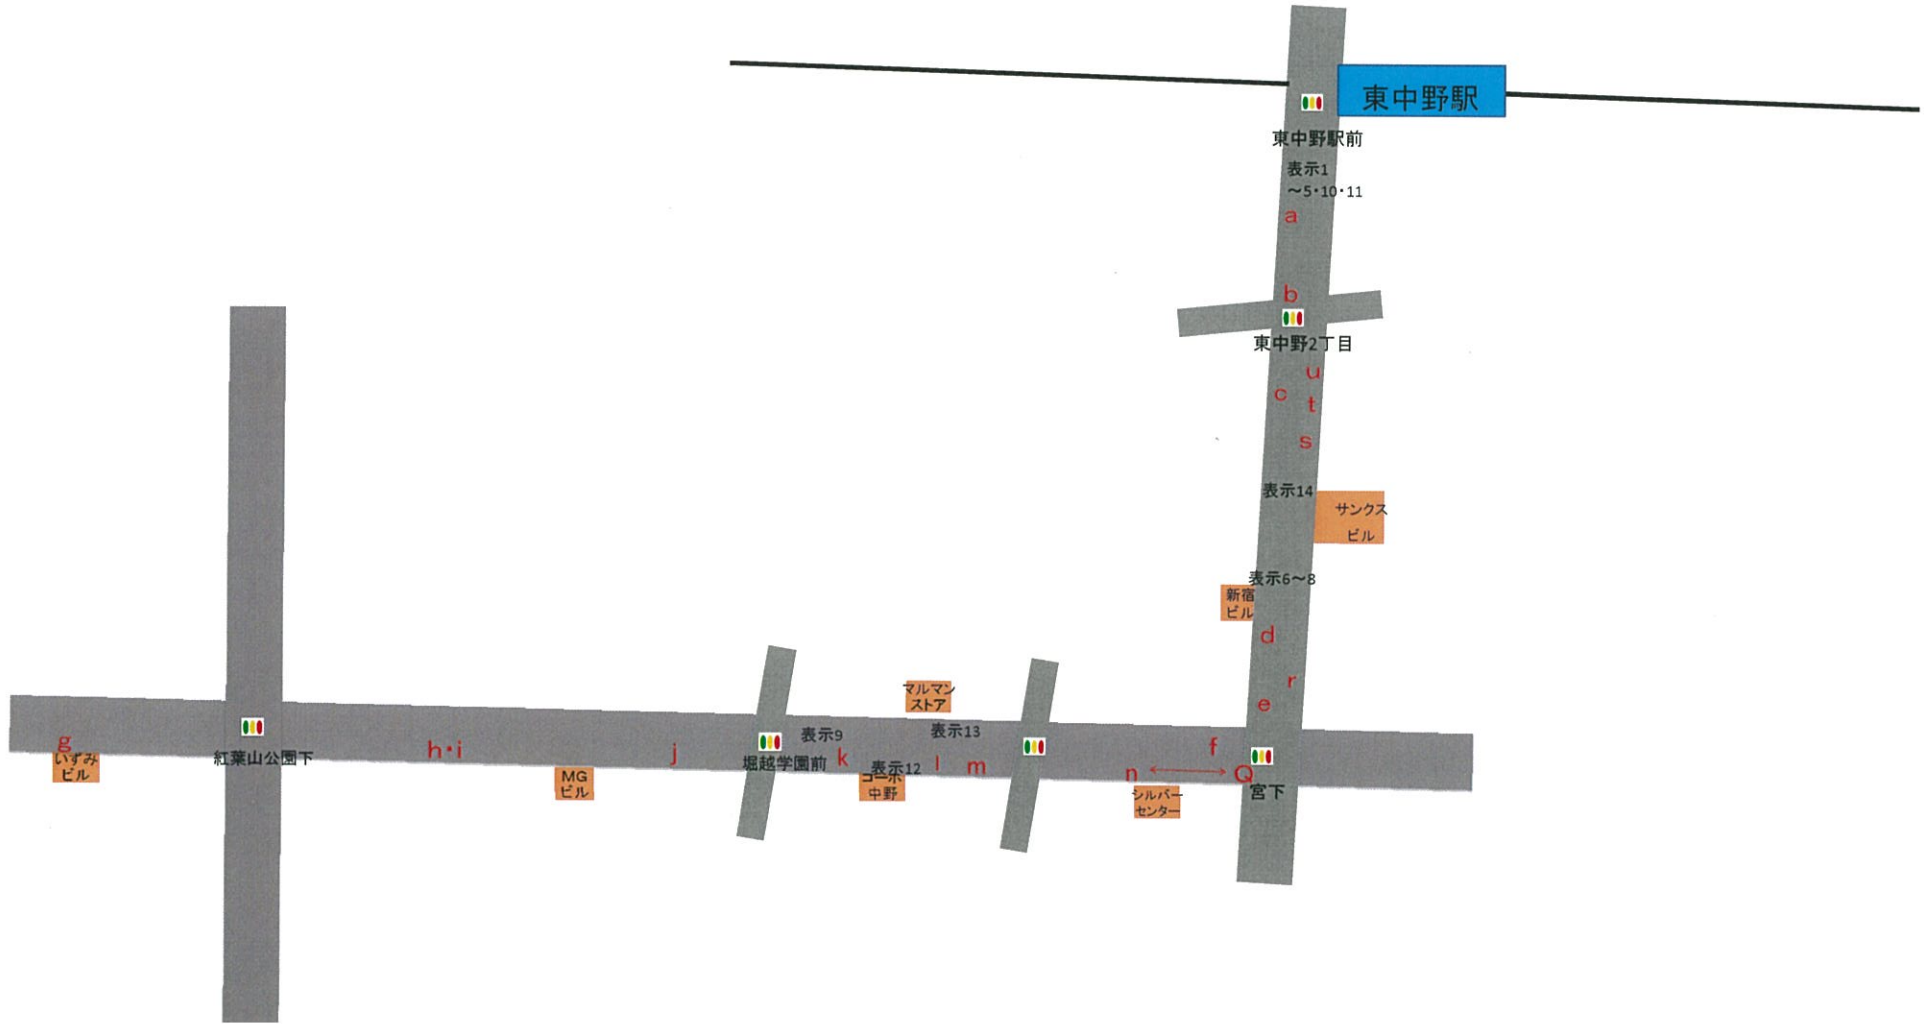 東中野駅
東中野駅前
表示1
～5・10・11
a
b
東中野2丁目
u
c
t
s
表示14
サンクス
ビル
表示6～8
新宿
ビル
d
r
e
マルマン
ストア
表示13
表示9
f
g
いずみ
ビル
紅葉山公園下
h・i
MG
ビル
j
堀越学園前
k
表示12
コーポ
中野
l
m
n
Q
シルバー
センター
宮下